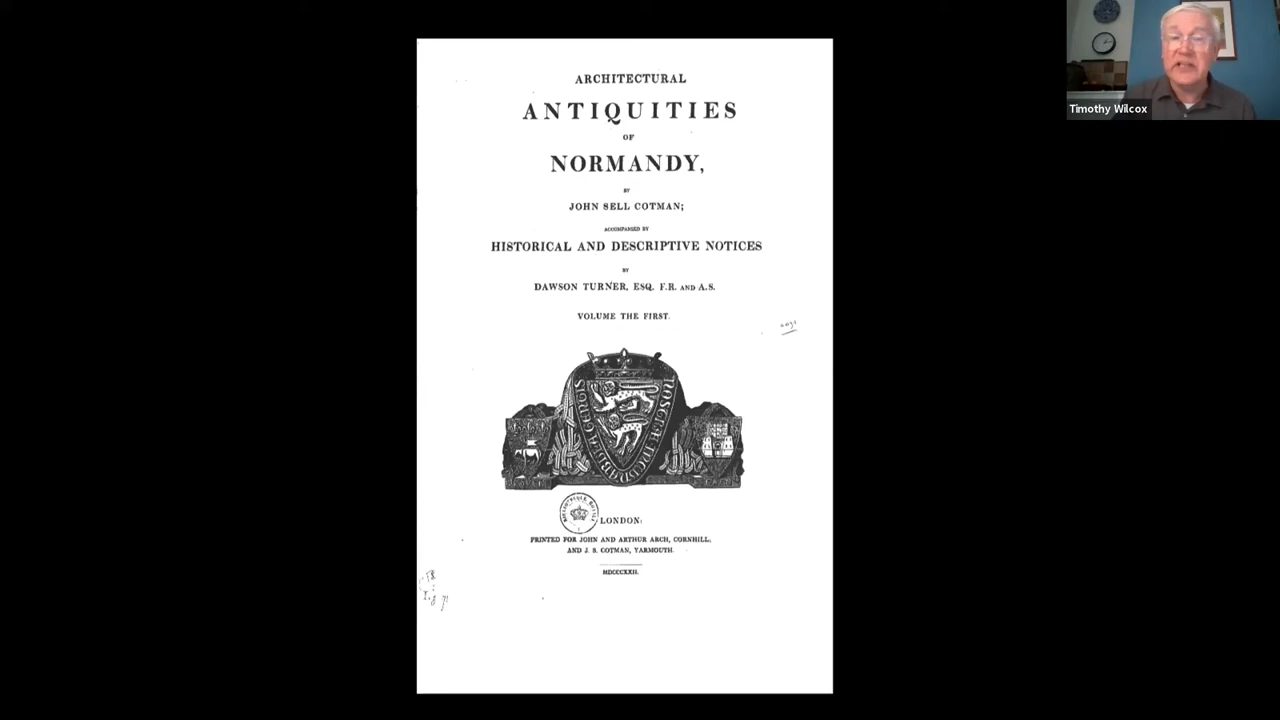 ARCHITECTURAL
ANTIQUITIES
OF
NORMANDY,
BY
JOHN SELL COTMAN;
ACCOMPANIED BY
HISTORICAL AND DESCRIPTIVE NOTICES
BY
DAWSON TURNER, ESQ. F.R. AND A.S.
VOLUME THE FIRST.
LONDON:
PRINTED FOR JOHN AND ARTHUR ARCH, CORNHILL;
AND J. S. COTMAN, YARMOUTH.
MDCCCXXII.
Timothy Wilcox